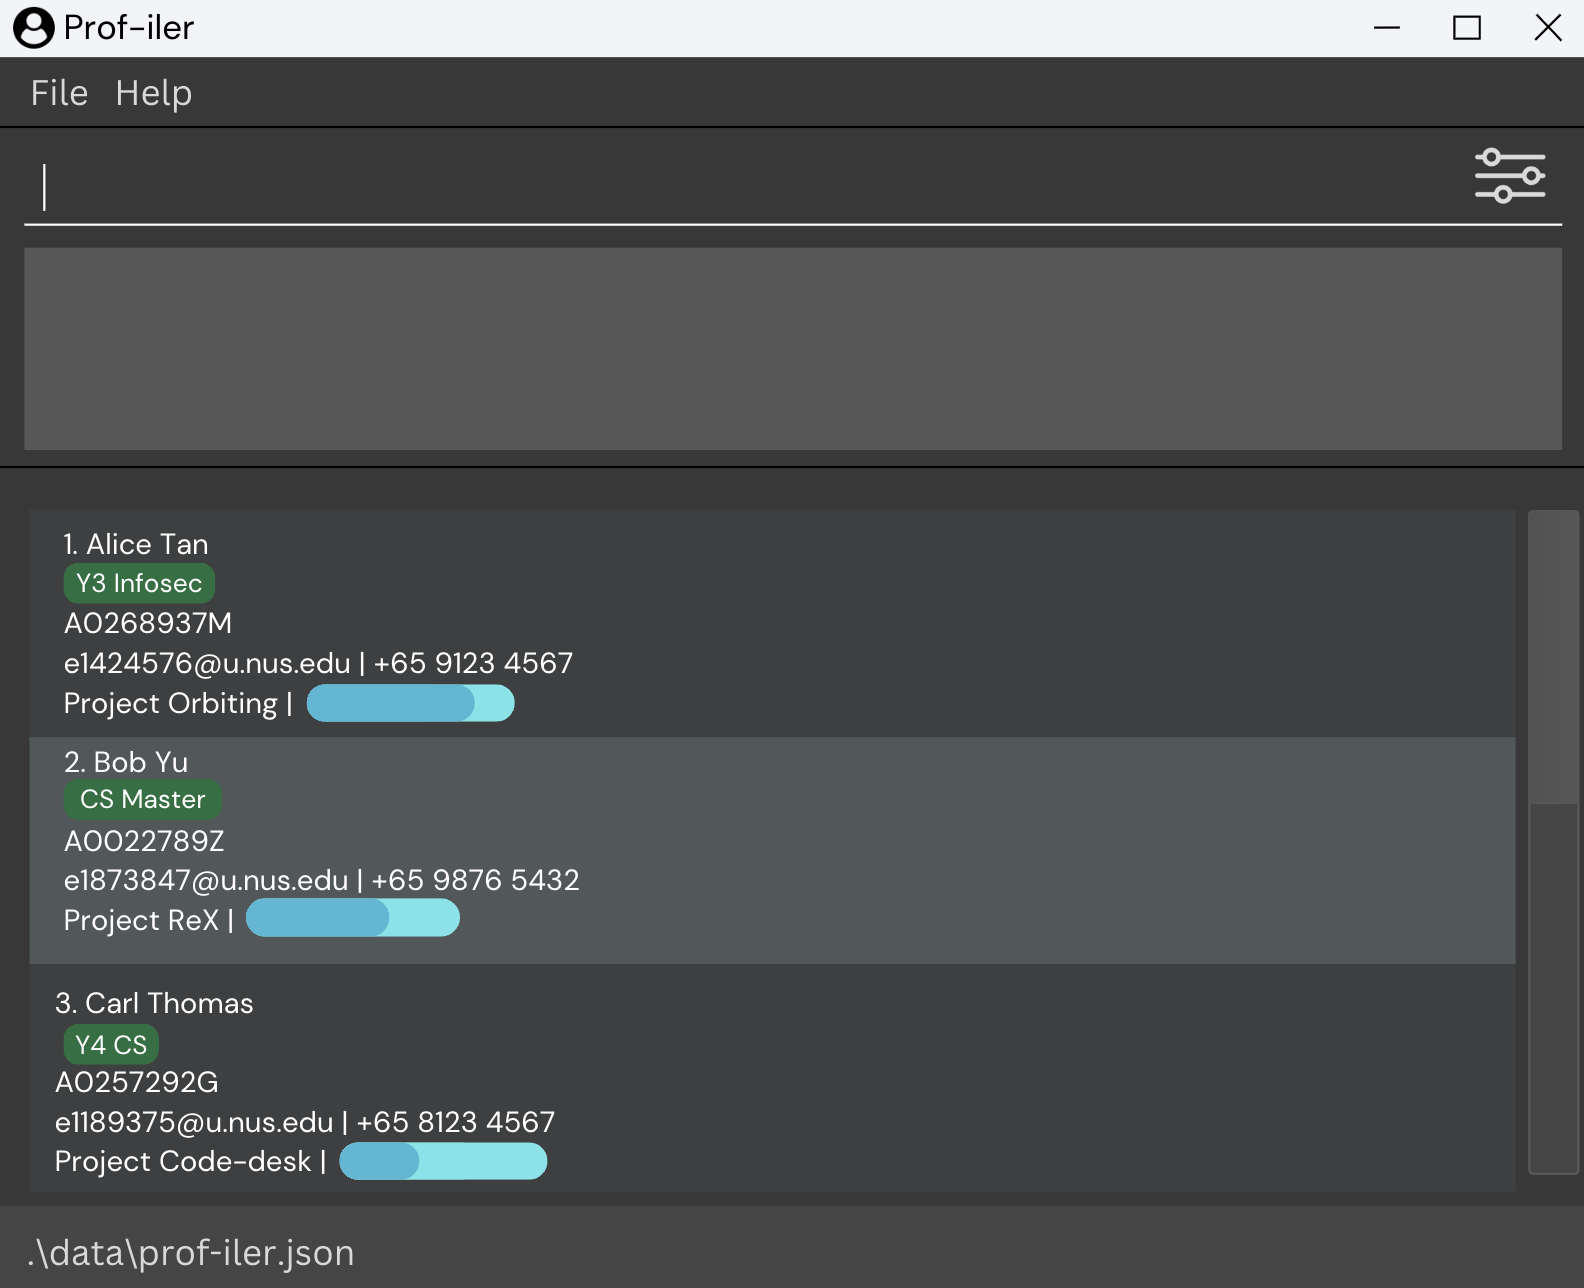 Prof-iler
File Help
1. Alice Tan
Y3 Infosec
A0268937M
e1424576@u.nus.edu | +65 9123 4567
Project Orbiting |
2. Bob Yu
CS Master
A0022789Z
e1873847@u.nus.edu | +65 9876 5432
Project ReX |
3. Carl Thomas
Y4 CS
A0257292G
e1189375@u.nus.edu | +65 8123 4567
Project Code-desk |
.\data\prof-iler.json